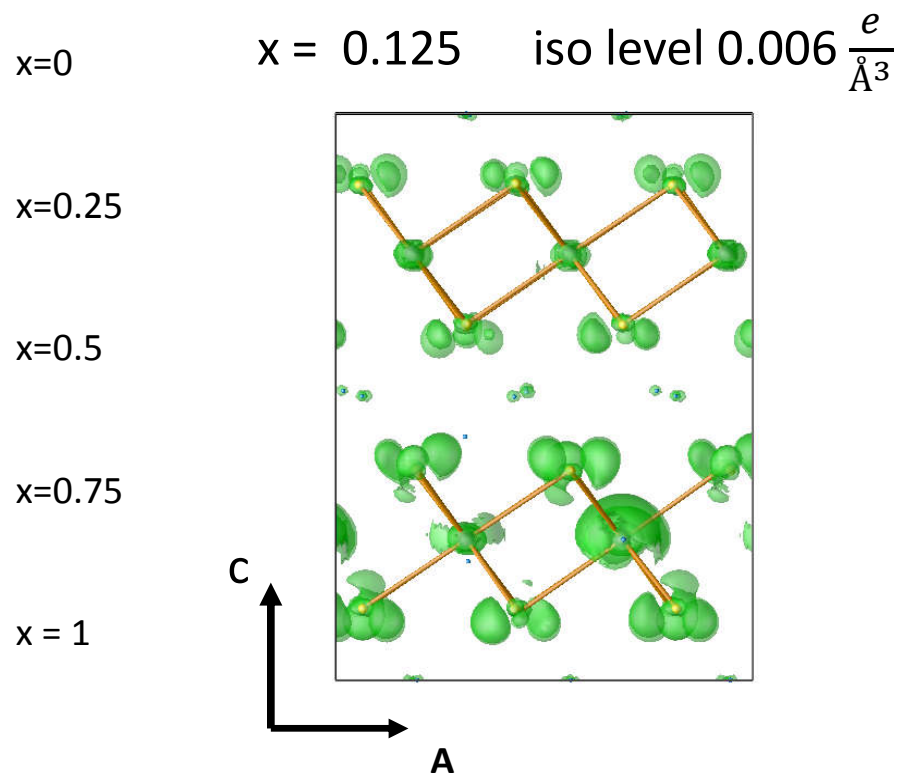 x = 0.125 iso level 0.006 e/Å³
x=0
x=0.25
x=0.5
x=0.75
x = 1
C
A